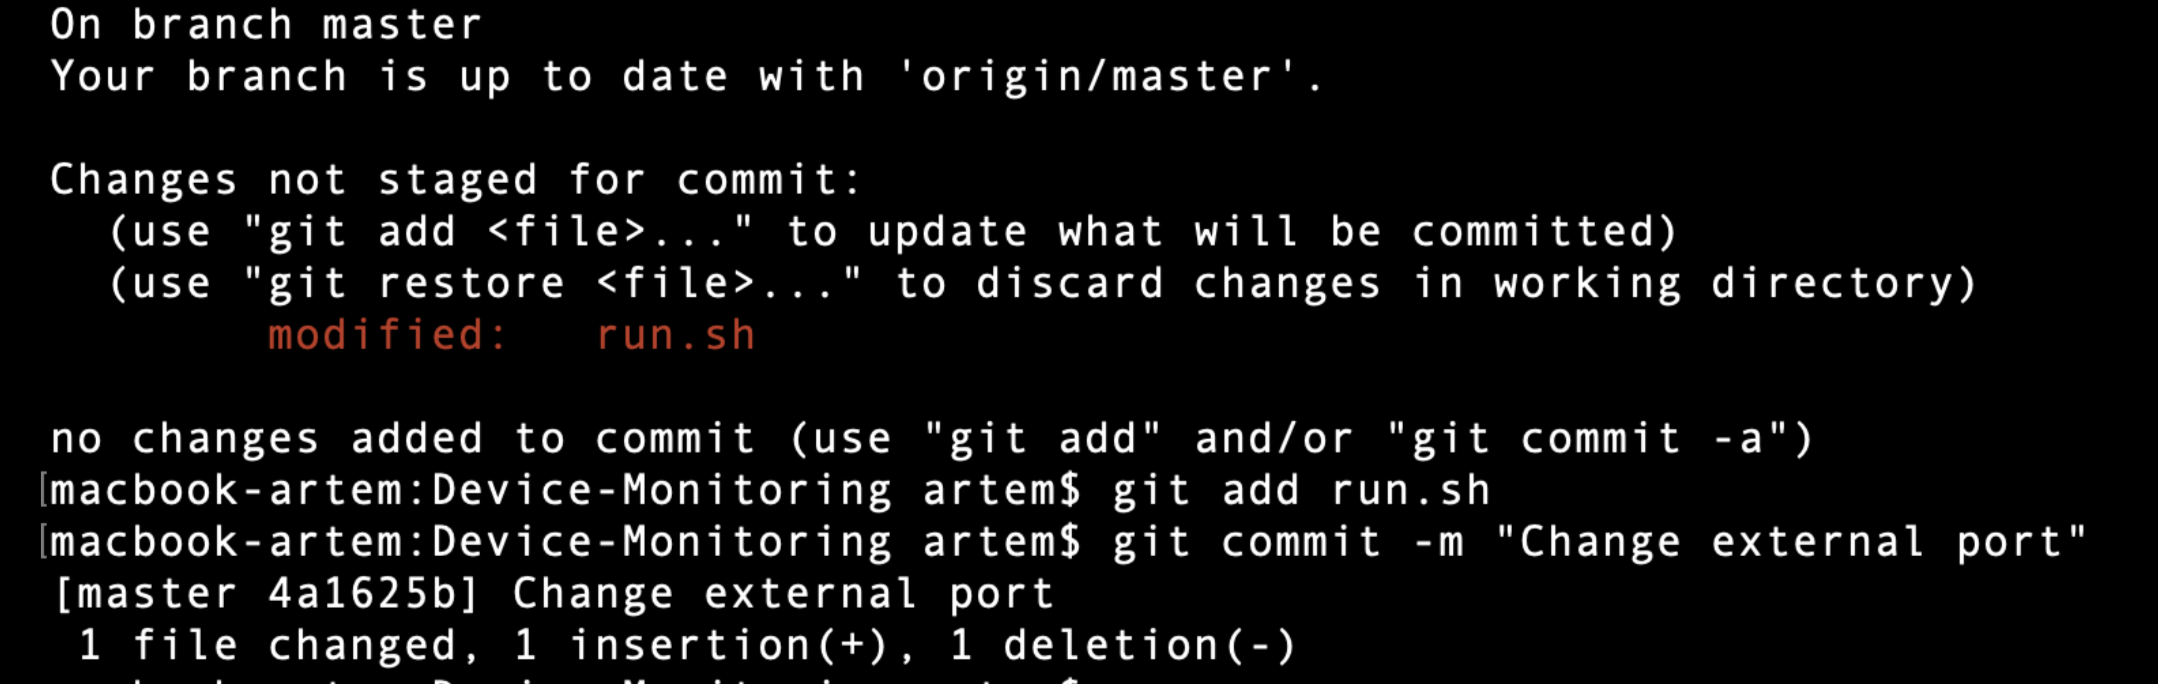 On branch master
Your branch is up to date with 'origin/master'.
Changes not staged for commit:
(use "git add <file>..." to update what will be committed)
(use "git restore <file>..." to discard changes in working directory)
modified: run.sh
no changes added to commit (use "git add" and/or "git commit -a")
[macbook-artem:Device-Monitoring artem$ git add run.sh
[macbook-artem:Device-Monitoring artem$ git commit -m "Change external port"
[master 4a1625b] Change external port
1 file changed, 1 insertion(+), 1 deletion(-)